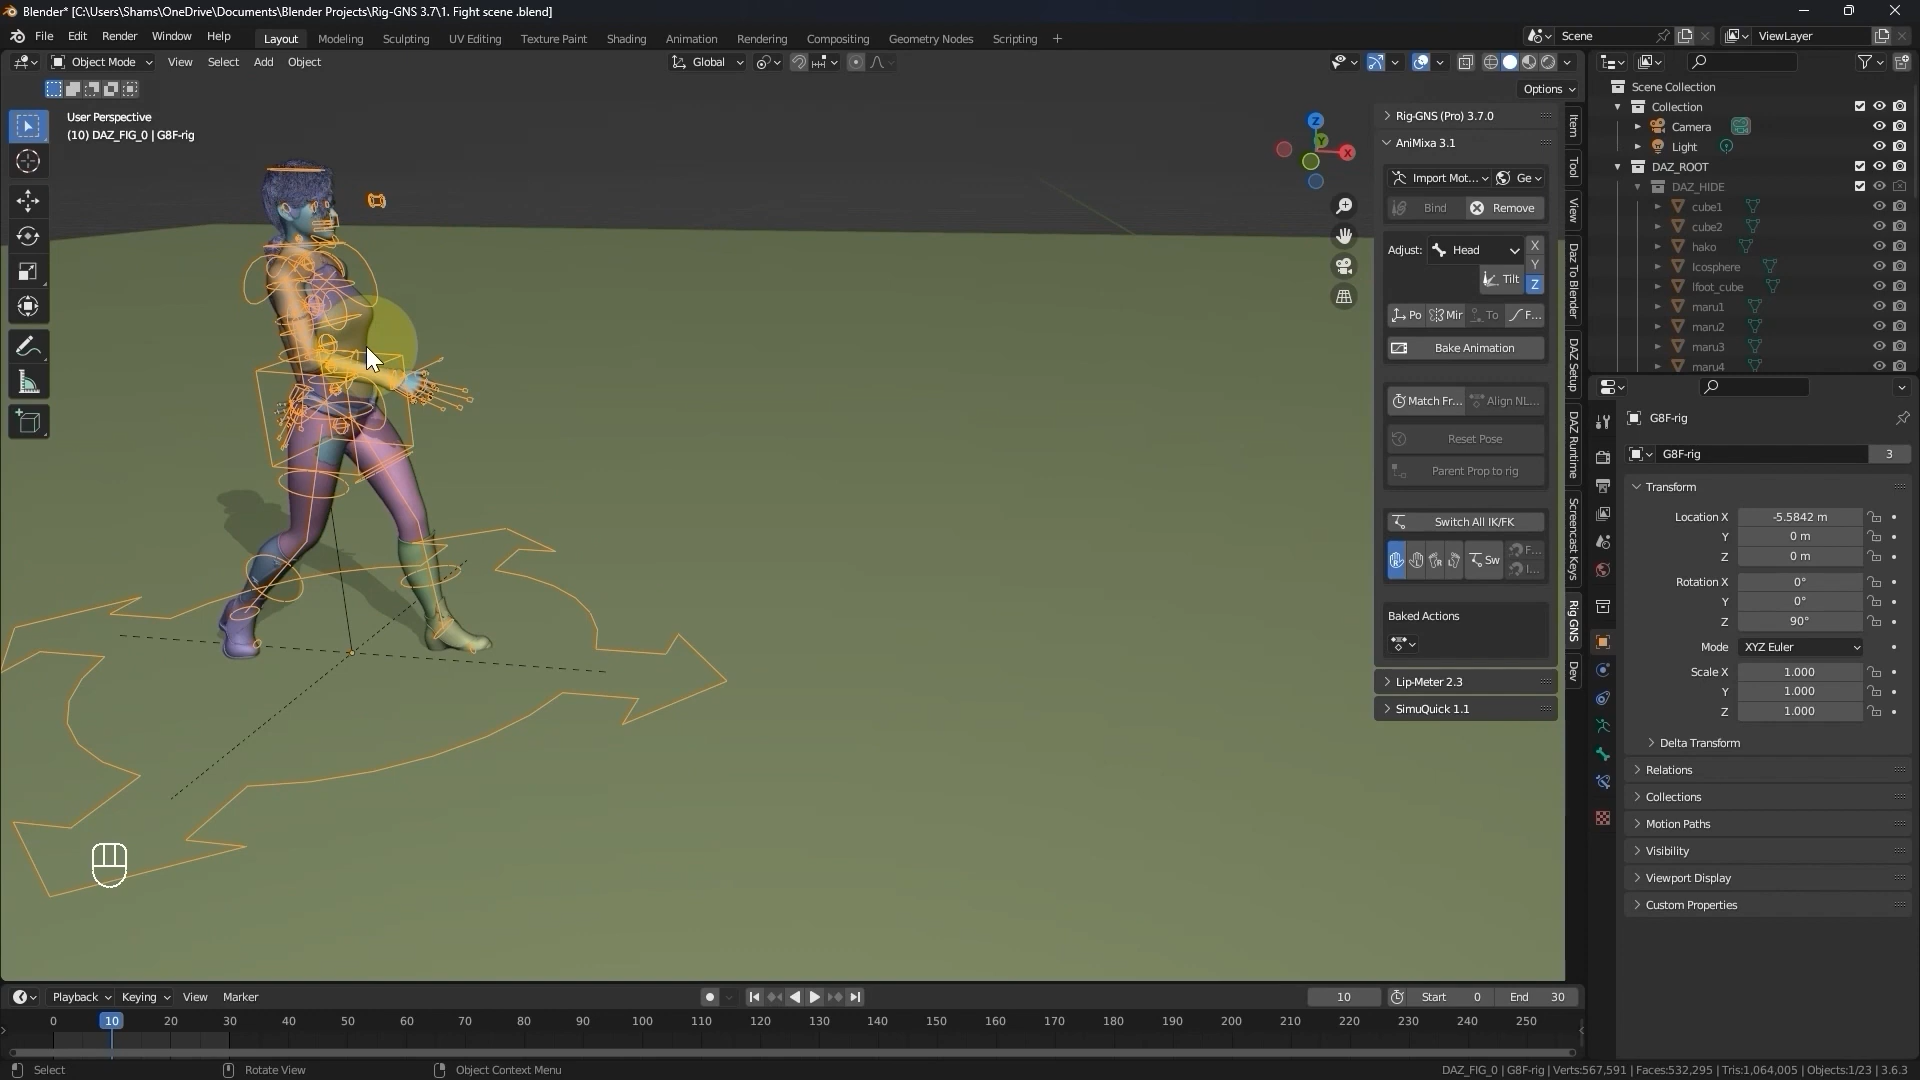 Blender* [C:\Users\Shams\OneDrive\Documents\Blender Projects\Rig-GNS 3.7\1. Fight scene .blend]
File Edit Render Window Help Layout Modeling Sculpting UV Editing Texture Paint Shading Animation Rendering Compositing Geometry Nodes Scripting + Scene ViewLayer
Object Mode View Select Add Object Global
Options
User Perspective
(10) DAZ_FIG_0 | G8F-rig
Z
Y
X
Rig-GNS (Pro) 3.7.0
AniMixa 3.1
Import Mot... Ge
Bind Remove
Adjust: Head X
Y
Tilt Z
Po Mir To F...
Bake Animation
Match Fr... Align NL...
Reset Pose
Parent Prop to rig
Switch All IK/FK
R L R L Sw F...
I...
Baked Actions
Lip-Meter 2.3
SimuQuick 1.1
Item
Tool
View
Daz To Blender
DAZ Setup
DAZ Runtime
Screencast Keys
Rig GNS
Dev
Scene Collection
Collection
Camera
Light
DAZ_ROOT
DAZ_HIDE
cube1
cube2
hako
Icosphere
lfoot_cube
maru1
maru2
maru3
maru4
G8F-rig
G8F-rig 3
Transform
Location X -5.5842 m
Y 0 m
Z 0 m
Rotation X 0°
Y 0°
Z 90°
Mode XYZ Euler
Scale X 1.000
Y 1.000
Z 1.000
Delta Transform
Relations
Collections
Motion Paths
Visibility
Viewport Display
Custom Properties
Playback Keying View Marker 10 Start 0 End 30
0 10 20 30 40 50 60 70 80 90 100 110 120 130 140 150 160 170 180 190 200 210 220 230 240 250
Select Rotate View Object Context Menu DAZ_FIG_0 | G8F-rig | Verts:567,591 | Faces:532,295 | Tris:1,064,005 | Objects:1/23 | 3.6.3